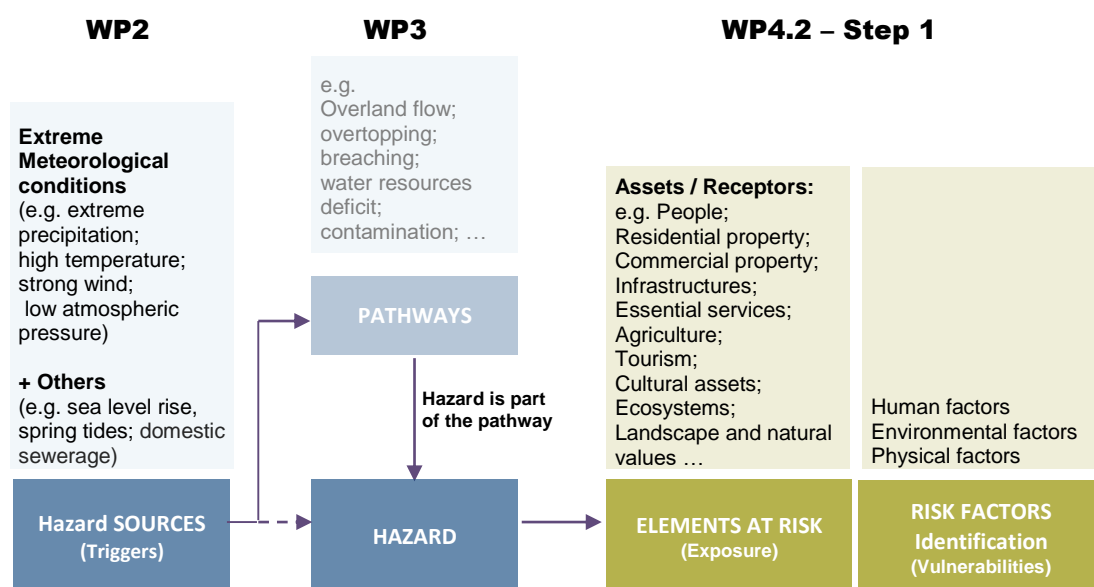 WP2
WP3
WP4.2 – Step 1
Extreme
Meteorological
conditions
(e.g. extreme
precipitation;
high temperature;
strong wind;
low atmospheric
pressure)
+ Others
(e.g. sea level rise,
spring tides; domestic
sewerage)
Hazard SOURCES
(Triggers)
e.g.
Overland flow;
overtopping;
breaching;
water resources
deficit;
contamination; …
PATHWAYS
Hazard is part
of the pathway
HAZARD
Assets / Receptors:
e.g. People;
Residential property;
Commercial property;
Infrastructures;
Essential services;
Agriculture;
Tourism;
Cultural assets;
Ecosystems;
Landscape and natural
values …
ELEMENTS AT RISK
(Exposure)
Human factors
Environmental factors
Physical factors
RISK FACTORS
Identification
(Vulnerabilities)